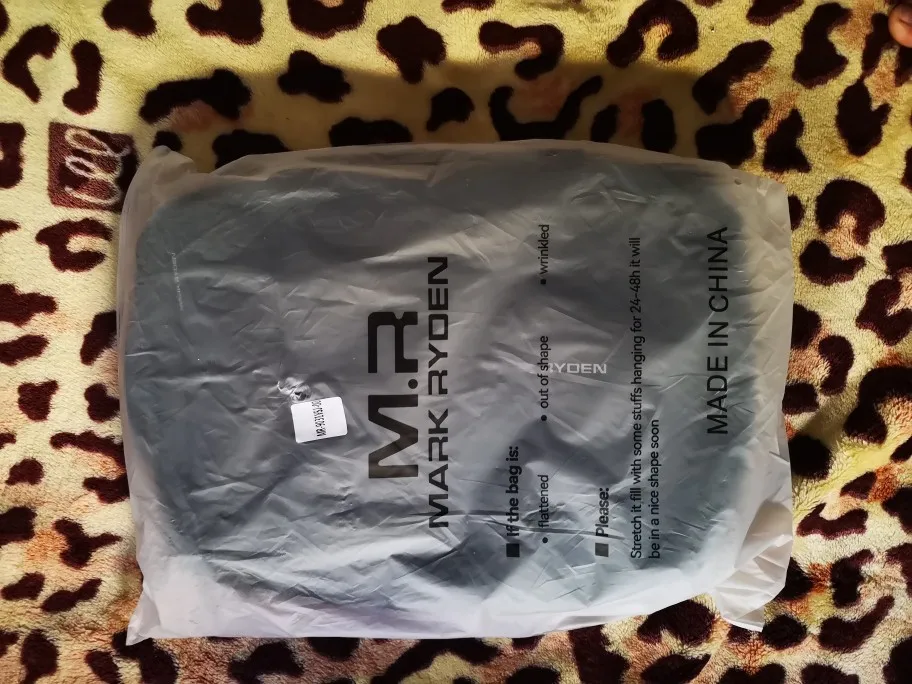 M.R
MARK RYDEN
■ If the bag is:
• flattened • out of shape • wrinkled
RYDEN
■ Please:
Stretch it,fill with some stuffs hanging for 24-48h it will
be in a nice shape soon
MADE IN CHINA